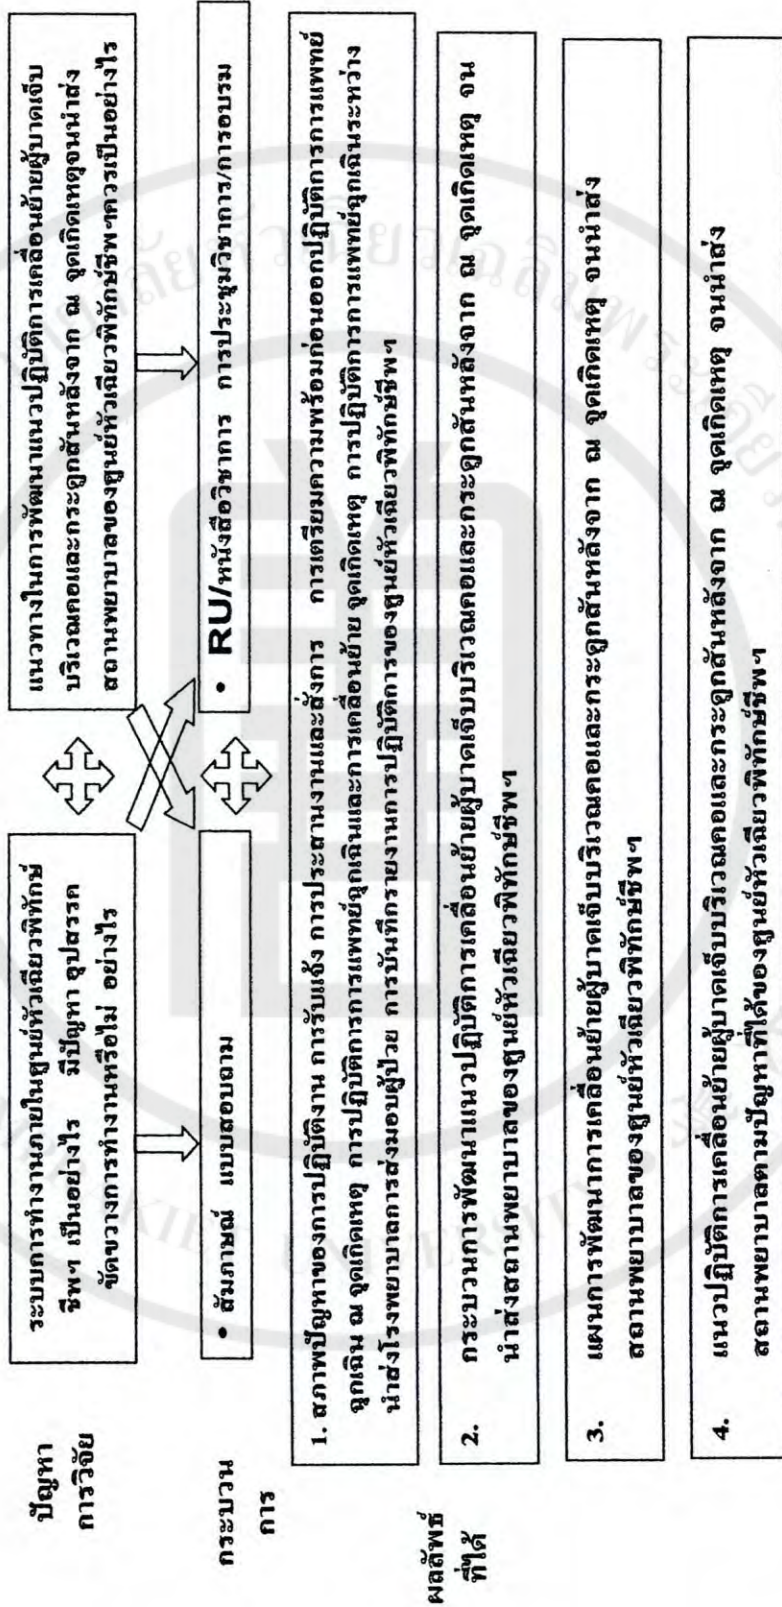 ปัญหา
การวิจัย
ระบบการทำงานภายในศูนย์หัวเฉียวพิทักษ์
ชีพฯ เป็นอย่างไร มีปัญหา อุปสรรค
ขัดขวางการทำงานหรือไม่ อย่างไร
แนวทางในการพัฒนาแนวปฏิบัติการเคลื่อนย้ายผู้บาดเจ็บ
บริเวณคอและกระดูกสันหลังจาก ณ จุดเกิดเหตุจนนำส่ง
สถานพยาบาลของศูนย์หัวเฉียวพิทักษ์ชีพฯควรเป็นอย่างไร
กระบวน
การ
• สัมภาษณ์ แบบสอบถาม
• RU/หนังสือวิชาการ การประชุมวิชาการ/การอบรม
ผลลัพธ์
ที่ได้
1. สภาพปัญหาของการปฏิบัติงาน การรับแจ้ง การประสานงานและสั่งการ การเตรียมความพร้อมก่อนออกปฏิบัติการการแพทย์
ฉุกเฉิน ณ จุดเกิดเหตุ การปฏิบัติการการแพทย์ฉุกเฉินและการเคลื่อนย้าย จุดเกิดเหตุ การปฏิบัติการการแพทย์ฉุกเฉินระหว่าง
นำส่งโรงพยาบาลการส่งมอบผู้ป่วย การบันทึกรายงานการปฏิบัติการของศูนย์หัวเฉียวพิทักษ์ชีพฯ
2. กระบวนการพัฒนาแนวปฏิบัติการเคลื่อนย้ายผู้บาดเจ็บบริเวณคอและกระดูกสันหลังจาก ณ จุดเกิดเหตุ จน
นำส่งสถานพยาบาลของศูนย์หัวเฉียวพิทักษ์ชีพฯ
3. แผนการพัฒนาการเคลื่อนย้ายผู้บาดเจ็บบริเวณคอและกระดูกสันหลังจาก ณ จุดเกิดเหตุ จนนำส่ง
สถานพยาบาลของศูนย์หัวเฉียวพิทักษ์ชีพฯ
4. แนวปฏิบัติการเคลื่อนย้ายผู้บาดเจ็บบริเวณคอและกระดูกสันหลังจาก ณ จุดเกิดเหตุ จนนำส่ง
สถานพยาบาลตามปัญหาที่ได้ของศูนย์หัวเฉียวพิทักษ์ชีพฯ